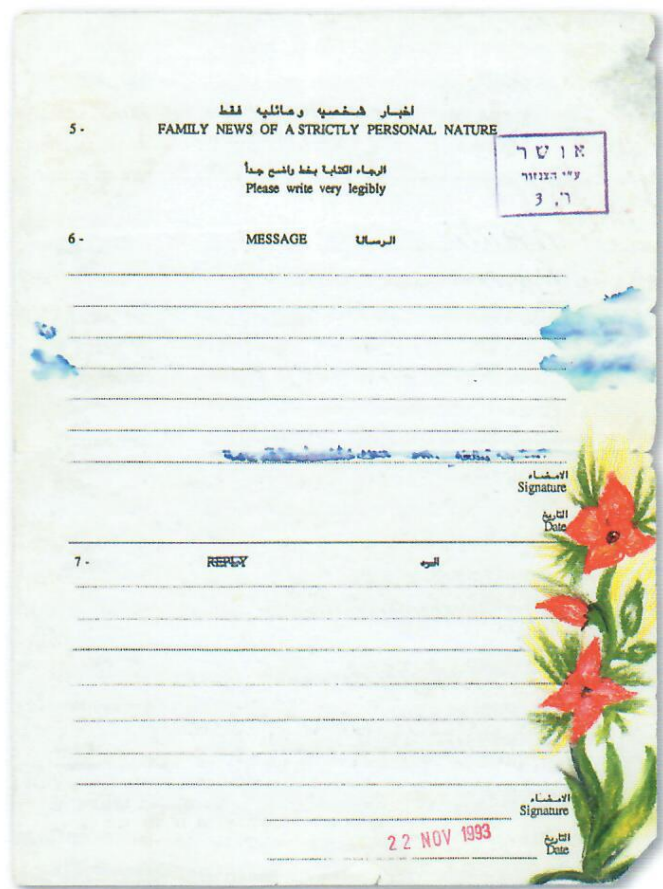 اخبار شخصيه وعائليه فقط
5 - FAMILY NEWS OF A STRICTLY PERSONAL NATURE
אושר
ע״י הצנזור
ר, 3
الرجاء الكتابة بخط واضح جداً
Please write very legibly
6 - MESSAGE الرسالة
الامضاء
Signature
التاريخ
Date
7 - REPLY الرد
الامضاء
Signature
22 NOV 1993
التاريخ
Date